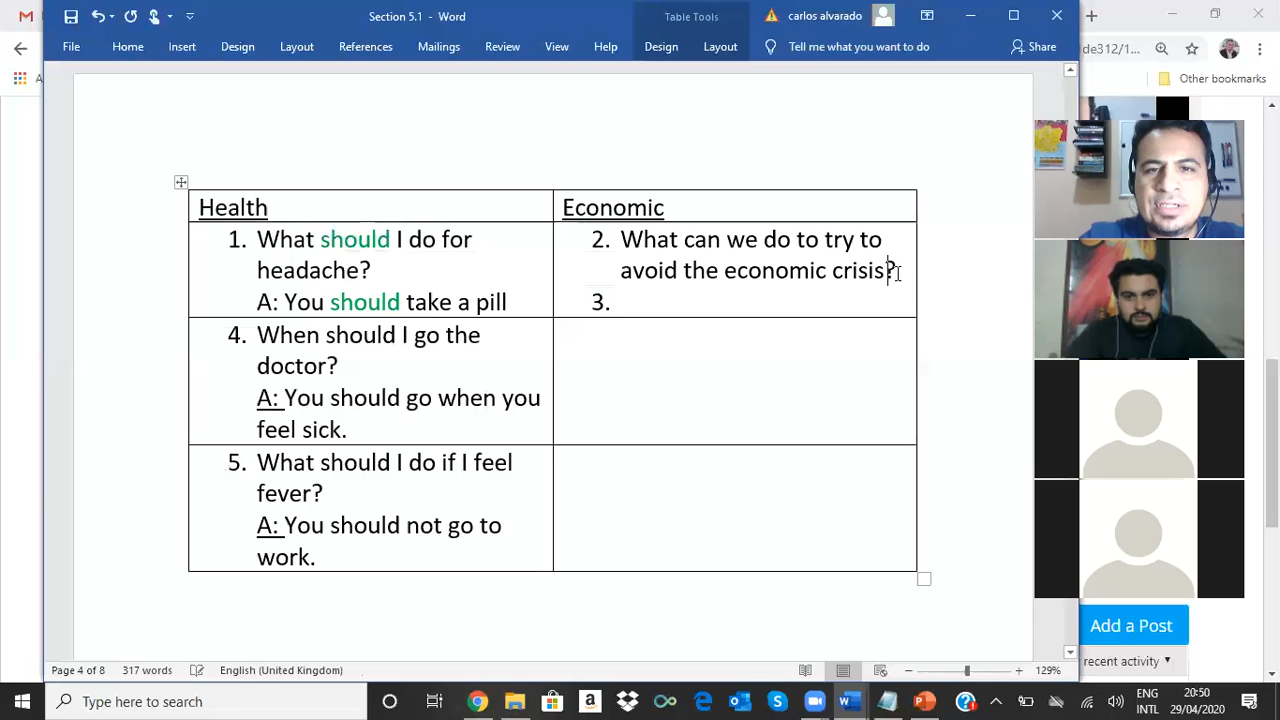 Section 5.1 - Word
Table Tools
carlos alvarado
File
Home
Insert
Design
Layout
References
Mailings
Review
View
Help
Design
Layout
Tell me what you want to do
Share
de312/1...
Other bookmarks
Health
Economic
1. What should I do for
headache?
A: You should take a pill
2. What can we do to try to
avoid the economic crisis?
3.
4. When should I go the
doctor?
A: You should go when you
feel sick.
5. What should I do if I feel
fever?
A: You should not go to
work.
Add a Post
recent activity
Page 4 of 8
317 words
English (United Kingdom)
129%
Type here to search
ENG
INTL
20:50
29/04/2020